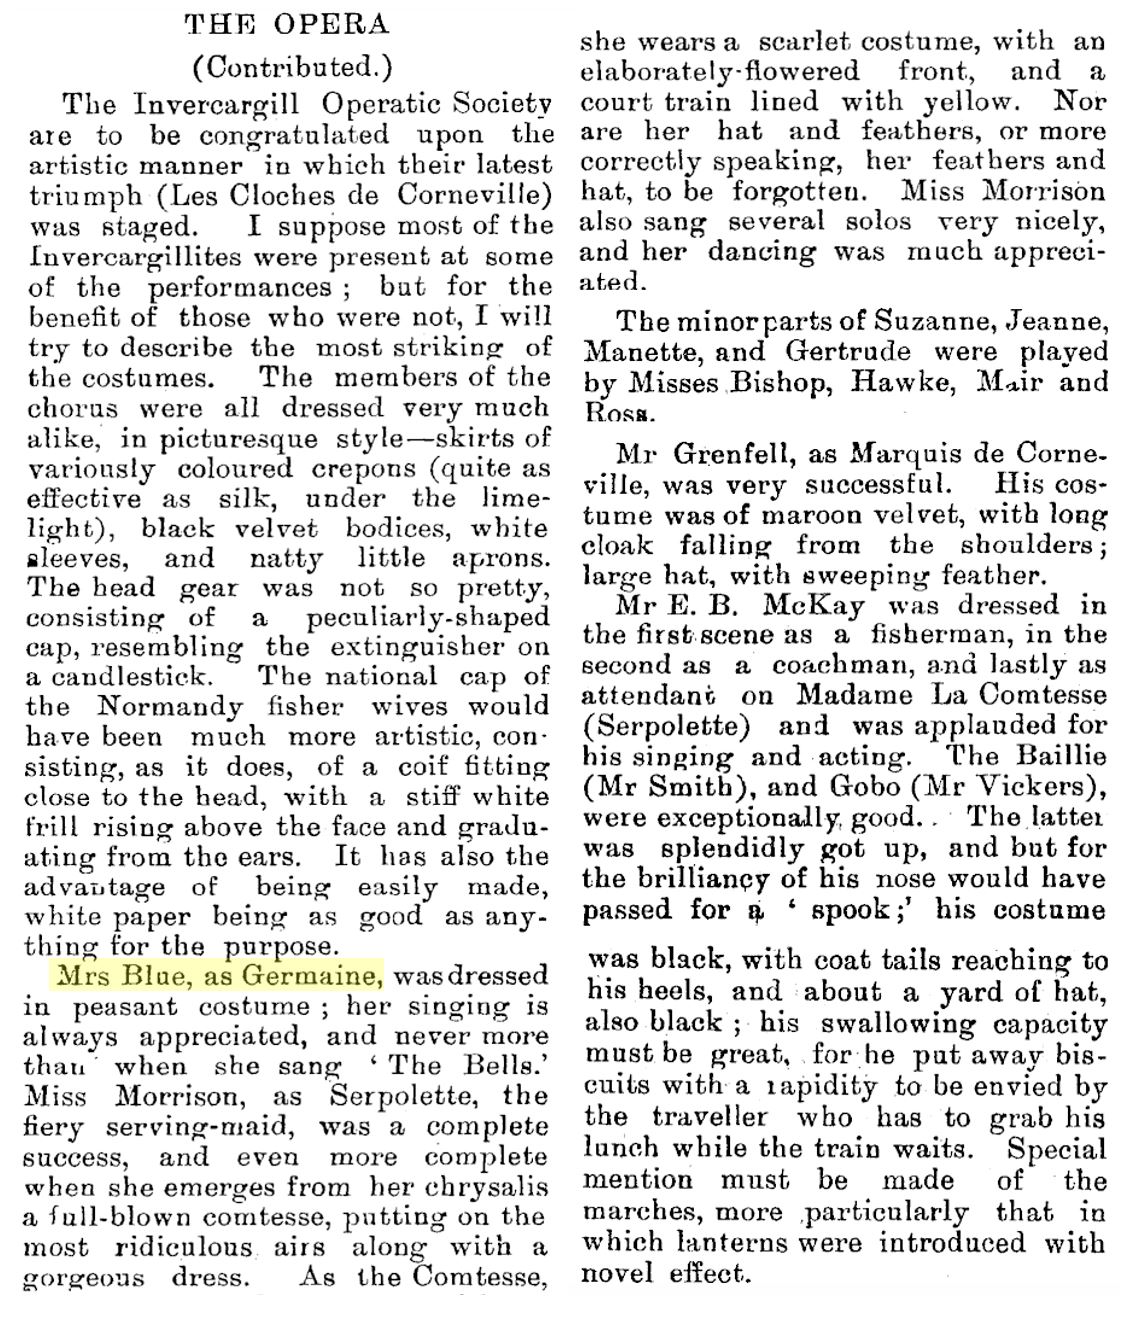 THE OPERA
(Contributed.)
The Invercargill Operatic Society
are to be congratulated upon the
artistic manner in which their latest
triumph (Les Cloches de Corneville)
was staged. I suppose most of the
Invercargillites were present at some
of the performances ; but for the
benefit of those who were not, I will
try to describe the most striking of
the costumes. The members of the
chorus were all dressed very much
alike, in picturesque style—skirts of
variously coloured crepons (quite as
effective as silk, under the lime-
light), black velvet bodices, white
sleeves, and natty little aprons.
The head gear was not so pretty,
consisting of a peculiarly-shaped
cap, resembling the extinguisher on
a candlestick. The national cap of
the Normandy fisher wives would
have been much more artistic, con-
sisting, as it does, of a coif fitting
close to the head, with a stiff white
frill rising above the face and gradu-
ating from the ears. It has also the
advantage of being easily made,
white paper being as good as any-
thing for the purpose.
Mrs Blue, as Germaine, was dressed
in peasant costume ; her singing is
always appreciated, and never more
than when she sang ‘ The Bells.’
Miss Morrison, as Serpolette, the
fiery serving-maid, was a complete
success, and even more complete
when she emerges from her chrysalis
a full-blown comtesse, putting on the
most ridiculous airs along with a
gorgeous dress. As the Comtesse,
she wears a scarlet costume, with an
elaborately-flowered front, and a
court train lined with yellow. Nor
are her hat and feathers, or more
correctly speaking, her feathers and
hat, to be forgotten. Miss Morrison
also sang several solos very nicely,
and her dancing was much appreci-
ated.
The minor parts of Suzanne, Jeanne,
Manette, and Gertrude were played
by Misses Bishop, Hawke, Mair and
Ross.
Mr Grenfell, as Marquis de Corne-
ville, was very successful. His cos-
tume was of maroon velvet, with long
cloak falling from the shoulders ;
large hat, with sweeping feather.
Mr E. B. McKay was dressed in
the first scene as a fisherman, in the
second as a coachman, and lastly as
attendant on Madame La Comtesse
(Serpolette) and was applauded for
his singing and acting. The Baillie
(Mr Smith), and Gobo (Mr Vickers),
were exceptionally good. . The latter
was splendidly got up, and but for
the brilliancy of his nose would have
passed for a ‘ spook ;’ his costume
was black, with coat tails reaching to
his heels, and about a yard of hat,
also black ; his swallowing capacity
must be great, for he put away bis-
cuits with a rapidity to be envied by
the traveller who has to grab his
lunch while the train waits. Special
mention must be made of the
marches, more particularly that in
which lanterns were introduced with
novel effect.